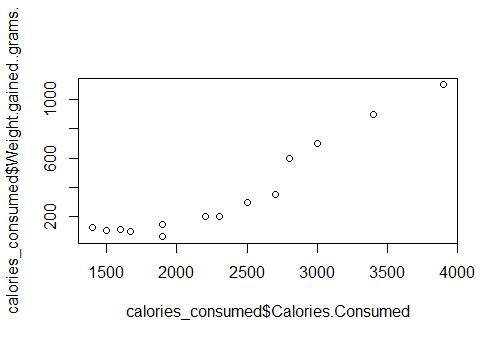 calories_consumed$Weight.gained..grams.
1000
600
200
1500 2000 2500 3000 3500 4000
calories_consumed$Calories.Consumed